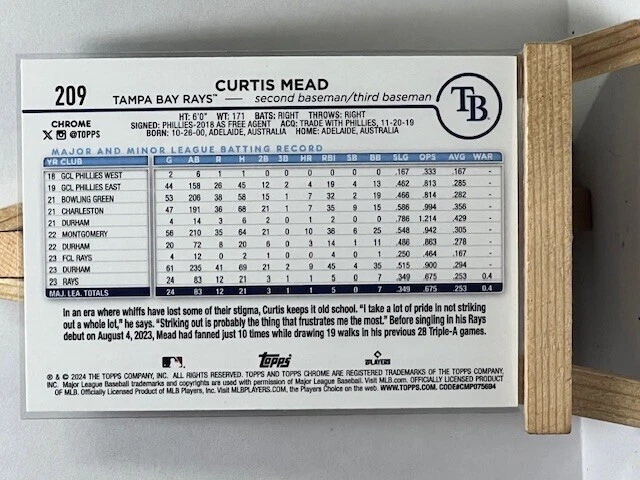 209
CURTIS MEAD
TAMPA BAY RAYS™ — second baseman/third baseman
TB
CHROME
@TOPPS
HT: 6'0" WT: 171 BATS: RIGHT THROWS: RIGHT
SIGNED: PHILLIES-2018 AS FREE AGENT ACQ: TRADE WITH PHILLIES, 11-20-19
BORN: 10-26-00, ADELAIDE, AUSTRALIA HOME: ADELAIDE, AUSTRALIA
MAJOR AND MINOR LEAGUE BATTING RECORD
YR CLUB G AB R H 2B 3B HR RBI SB BB SLG OPS AVG WAR
18 GCL PHILLIES WEST 2 6 1 1 0 0 0 0 0 0 .167 .333 .167 -
19 GCL PHILLIES EAST 44 158 26 45 12 2 4 19 4 13 .462 .813 .285 -
21 BOWLING GREEN 53 206 38 58 15 1 7 32 2 19 .466 .814 .282 -
21 CHARLESTON 47 191 36 68 21 1 7 35 9 15 .586 .994 .356 -
21 DURHAM 4 14 3 6 2 0 1 2 0 0 .786 1.214 .429 -
22 MONTGOMERY 56 210 35 64 21 0 10 36 6 25 .548 .942 .305 -
22 DURHAM 20 72 8 20 6 0 3 14 1 11 .486 .863 .278 -
23 FCL RAYS 4 12 0 2 1 0 0 0 0 1 .250 .464 .167 -
23 DURHAM 61 235 41 69 21 2 9 45 4 35 .515 .900 .294 -
23 RAYS 24 83 12 21 3 1 1 5 0 7 .349 .675 .253 0.4
MAJ. LEA. TOTALS 24 83 12 21 3 1 1 5 0 7 .349 .675 .253 0.4
In an era where whiffs have lost some of their stigma, Curtis keeps it old school. "I take a lot of pride in not striking
out a whole lot," he says. "Striking out is probably the thing that frustrates me the most." Before singling in his Rays
debut on August 4, 2023, Mead had fanned just 10 times while drawing 19 walks in his previous 28 Triple-A games.
topps
PLAYERS
® & © 2024 THE TOPPS COMPANY, INC. ALL RIGHTS RESERVED. TOPPS AND TOPPS CHROME ARE REGISTERED TRADEMARKS OF THE TOPPS COMPANY,
INC. Major League Baseball trademarks and copyrights are used with permission of Major League Baseball. Visit MLB.com. OFFICIALLY LICENSED PRODUCT
OF MLB. Officially Licensed Product of MLB Players, Inc. Visit MLBPLAYERS.com, the Players Choice on the web. WWW.TOPPS.COM. CODE#CMP075694